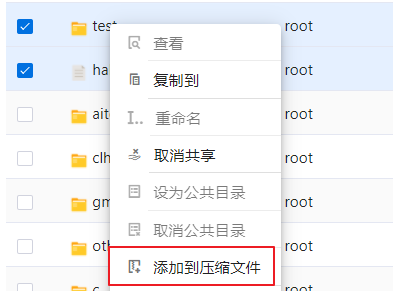 test
root
查看
复制到
ha
root
重命名
aite
root
取消共享
clh
root
设为公共目录
gm
root
取消公共目录
oth
root
添加到压缩文件
root